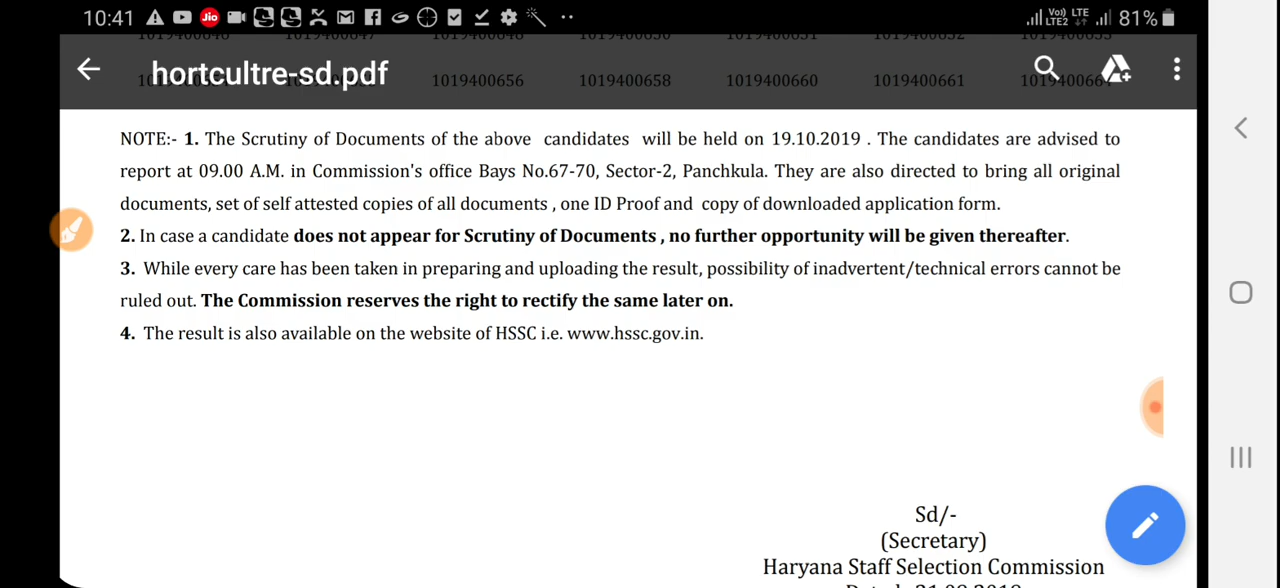 10:41 Jio Vo)) LTE LTE2 81%
hortcultre-sd.pdf
1019400656 1019400658 1019400660 1019400661 1019400664
NOTE:- 1. The Scrutiny of Documents of the above candidates will be held on 19.10.2019 . The candidates are advised to
report at 09.00 A.M. in Commission's office Bays No.67-70, Sector-2, Panchkula. They are also directed to bring all original
documents, set of self attested copies of all documents , one ID Proof and copy of downloaded application form.
2. In case a candidate does not appear for Scrutiny of Documents , no further opportunity will be given thereafter.
3. While every care has been taken in preparing and uploading the result, possibility of inadvertent/technical errors cannot be
ruled out. The Commission reserves the right to rectify the same later on.
4. The result is also available on the website of HSSC i.e. www.hssc.gov.in.
Sd/-
(Secretary)
Haryana Staff Selection Commission